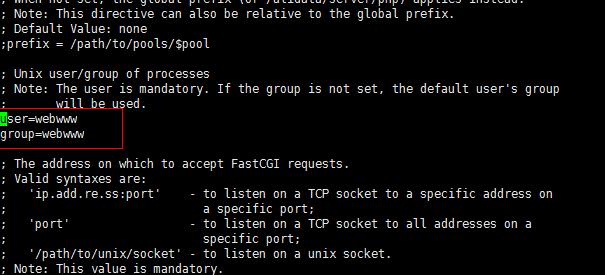 ; When not set, the global prefix (or /alidata/server/php) applies instead.
; Note: This directive can also be relative to the global prefix.
; Default Value: none
;prefix = /path/to/pools/$pool
; Unix user/group of processes
; Note: The user is mandatory. If the group is not set, the default user's group
;       will be used.
user=webwww
group=webwww
; The address on which to accept FastCGI requests.
; Valid syntaxes are:
;   'ip.add.re.ss:port'    - to listen on a TCP socket to a specific address on
;                            a specific port;
;   'port'                 - to listen on a TCP socket to all addresses on a
;                            specific port;
;   '/path/to/unix/socket' - to listen on a unix socket.
; Note: This value is mandatory.